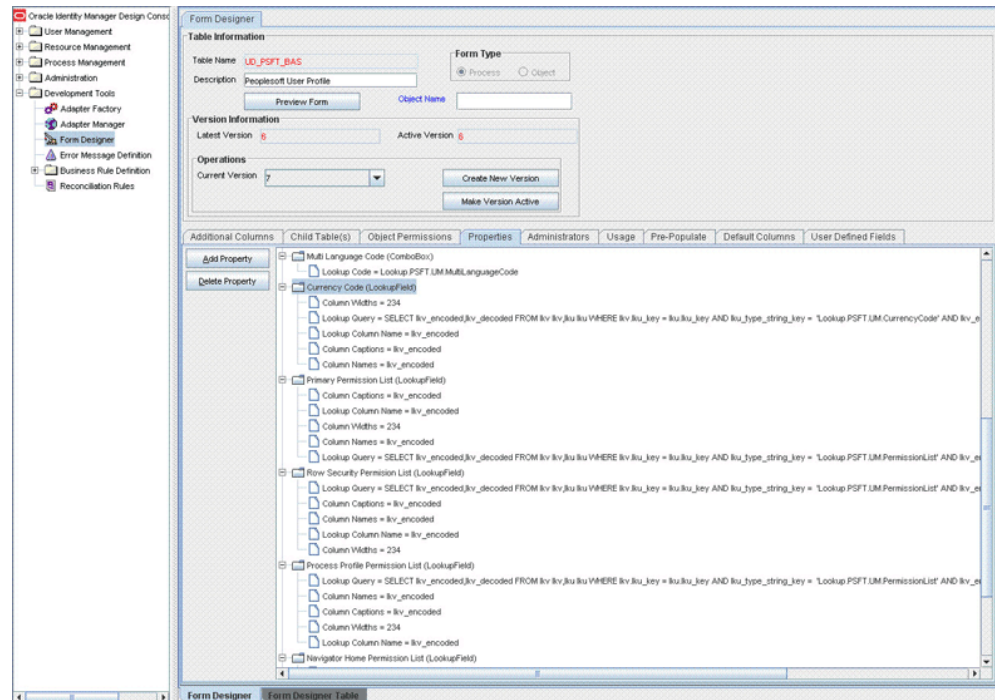 Oracle Identity Manager Design Conso
User Management
Resource Management
Process Management
Administration
Development Tools
Adapter Factory
Adapter Manager
Form Designer
Error Message Definition
Business Rule Definition
Reconciliation Rules
Form Designer
Table Information
Table Name UD_PSFT_BAS
Description Peoplesoft User Profile
Form Type
Process Object
Preview Form
Object Name
Version Information
Latest Version 6 Active Version 6
Operations
Current Version 7
Create New Version
Make Version Active
Additional Columns Child Table(s) Object Permissions Properties Administrators Usage Pre-Populate Default Columns User Defined Fields
Add Property
Delete Property
Multi Language Code (ComboBox)
Lookup Code = Lookup.PSFT.UM.MultiLanguageCode
Currency Code (LookupField)
Column Widths = 234
Lookup Query = SELECT lkv_encoded,lkv_decoded FROM lkv lkv,lku lku WHERE lkv.lku_key = lku.lku_key AND lku_type_string_key = 'Lookup.PSFT.UM.CurrencyCode' AND lkv_e
Lookup Column Name = lkv_encoded
Column Captions = lkv_encoded
Column Names = lkv_encoded
Primary Permission List (LookupField)
Column Captions = lkv_encoded
Lookup Column Name = lkv_encoded
Column Widths = 234
Column Names = lkv_encoded
Lookup Query = SELECT lkv_encoded,lkv_decoded FROM lkv lkv,lku lku WHERE lkv.lku_key = lku.lku_key AND lku_type_string_key = 'Lookup.PSFT.UM.PermissionList' AND lkv_en
Row Security Permision List (LookupField)
Lookup Query = SELECT lkv_encoded,lkv_decoded FROM lkv lkv,lku lku WHERE lkv.lku_key = lku.lku_key AND lku_type_string_key = 'Lookup.PSFT.UM.PermissionList' AND lkv_en
Column Captions = lkv_encoded
Column Names = lkv_encoded
Lookup Column Name = lkv_encoded
Column Widths = 234
Process Profile Permission List (LookupField)
Lookup Query = SELECT lkv_encoded,lkv_decoded FROM lkv lkv,lku lku WHERE lkv.lku_key = lku.lku_key AND lku_type_string_key = 'Lookup.PSFT.UM.PermissionList' AND lkv_en
Column Names = lkv_encoded
Column Captions = lkv_encoded
Column Widths = 234
Lookup Column Name = lkv_encoded
Navigator Home Permission List (LookupField)
Form Designer Form Designer Table